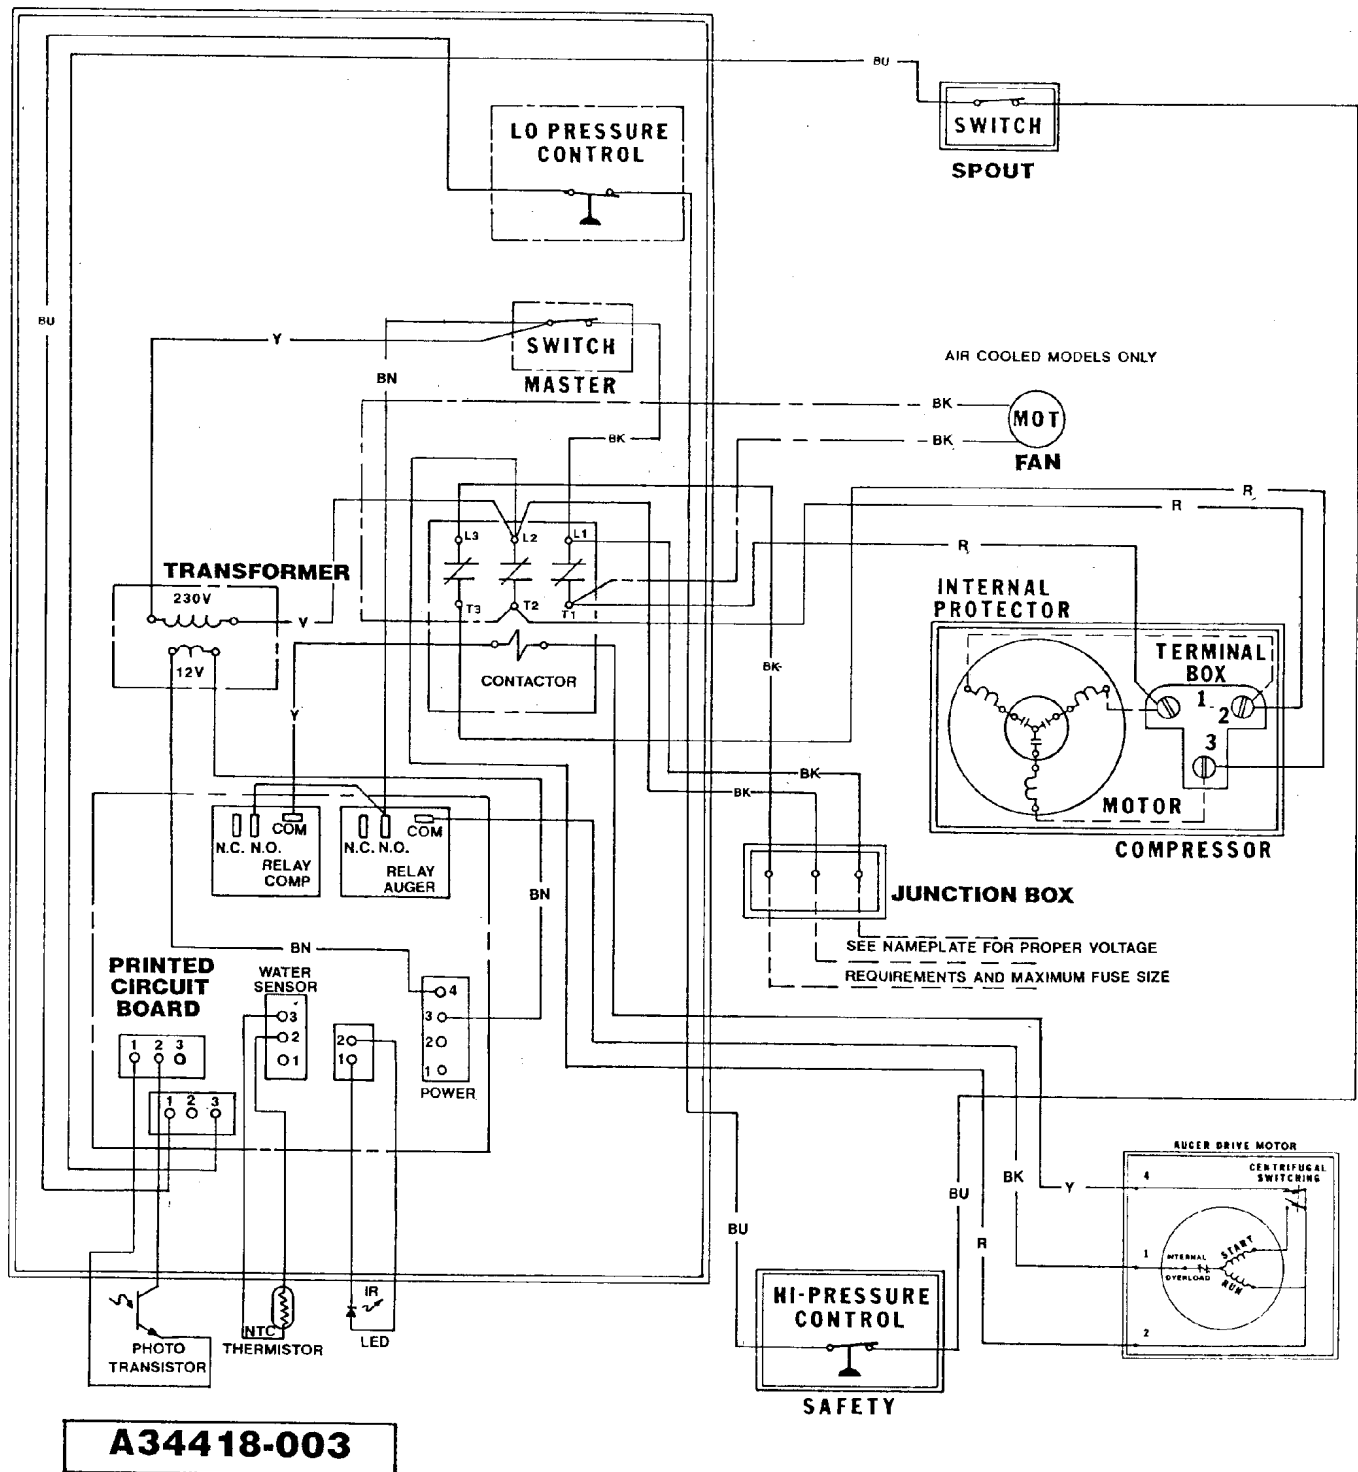 BU
SWITCH
SPOUT
LO PRESSURE
CONTROL
BU
Y
SWITCH
MASTER
BN
AIR COOLED MODELS ONLY
BK
MOT
BK
FAN
BK
R
R
R
L3
L2
L1
TRANSFORMER
230V
V
12V
T3
T2
T1
CONTACTOR
Y
INTERNAL
PROTECTOR
TERMINAL
BOX
1
2
3
MOTOR
COMPRESSOR
BK
BK
BK
COM
N.C. N.O.
RELAY
COMP
COM
N.C. N.O.
RELAY
AUGER
BN
JUNCTION BOX
SEE NAMEPLATE FOR PROPER VOLTAGE
REQUIREMENTS AND MAXIMUM FUSE SIZE
BN
PRINTED
CIRCUIT
BOARD
WATER
SENSOR
3
2
1
2
1
4
3
2
1
POWER
1 2 3
1 2 3
AUGER DRIVE MOTOR
CENTRIFUGAL
SWITCRING
4
1
2
INTERNAL
OVERLOAD
START
RUN
BU
BU
R
BK
Y
HI-PRESSURE
CONTROL
SAFETY
PHOTO
TRANSISTOR
NTC
THERMISTOR
IR
LED
A34418-003